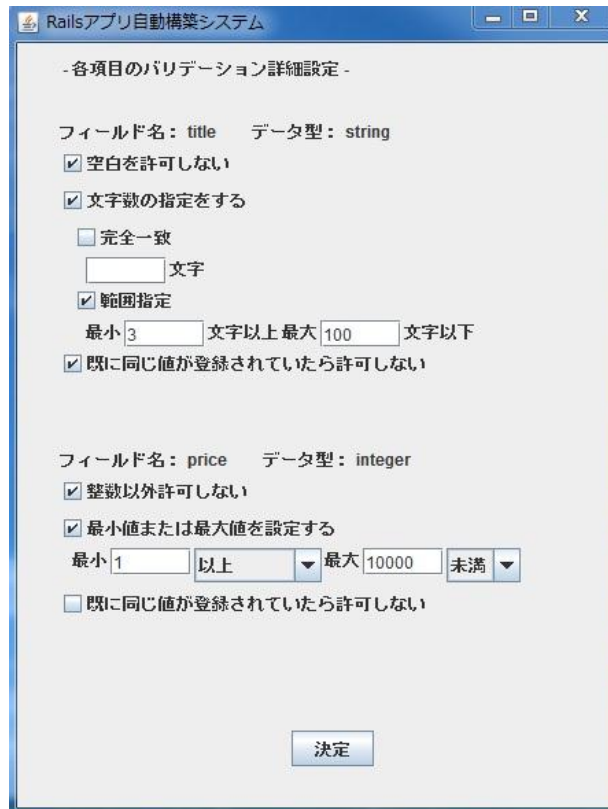 Railsアプリ自動構築システム
-各項目のバリデーション詳細設定-
フィールド名： title データ型： string
空白を許可しない
文字数の指定をする
完全一致
文字
範囲指定
最小 3 文字以上 最大 100 文字以下
既に同じ値が登録されていたら許可しない
フィールド名： price データ型： integer
整数以外許可しない
最小値または最大値を設定する
最小 1 以上 最大 10000 未満
既に同じ値が登録されていたら許可しない
決定